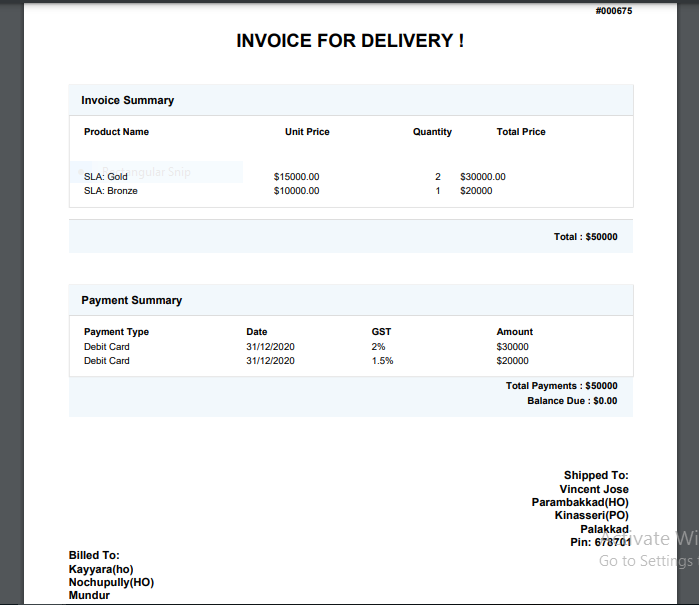 #000675
INVOICE FOR DELIVERY !
Invoice Summary
Product Name Unit Price Quantity Total Price
Rectangular Snip
SLA: Gold $15000.00 2 $30000.00
SLA: Bronze $10000.00 1 $20000
Total : $50000
Payment Summary
Payment Type Date GST Amount
Debit Card 31/12/2020 2% $30000
Debit Card 31/12/2020 1.5% $20000
Total Payments : $50000
Balance Due : $0.00
Shipped To:
Vincent Jose
Parambakkad(HO)
Kinasseri(PO)
Palakkad
Pin: 678701
Activate Wi
Go to Settings t
Billed To:
Kayyara(ho)
Nochupully(HO)
Mundur